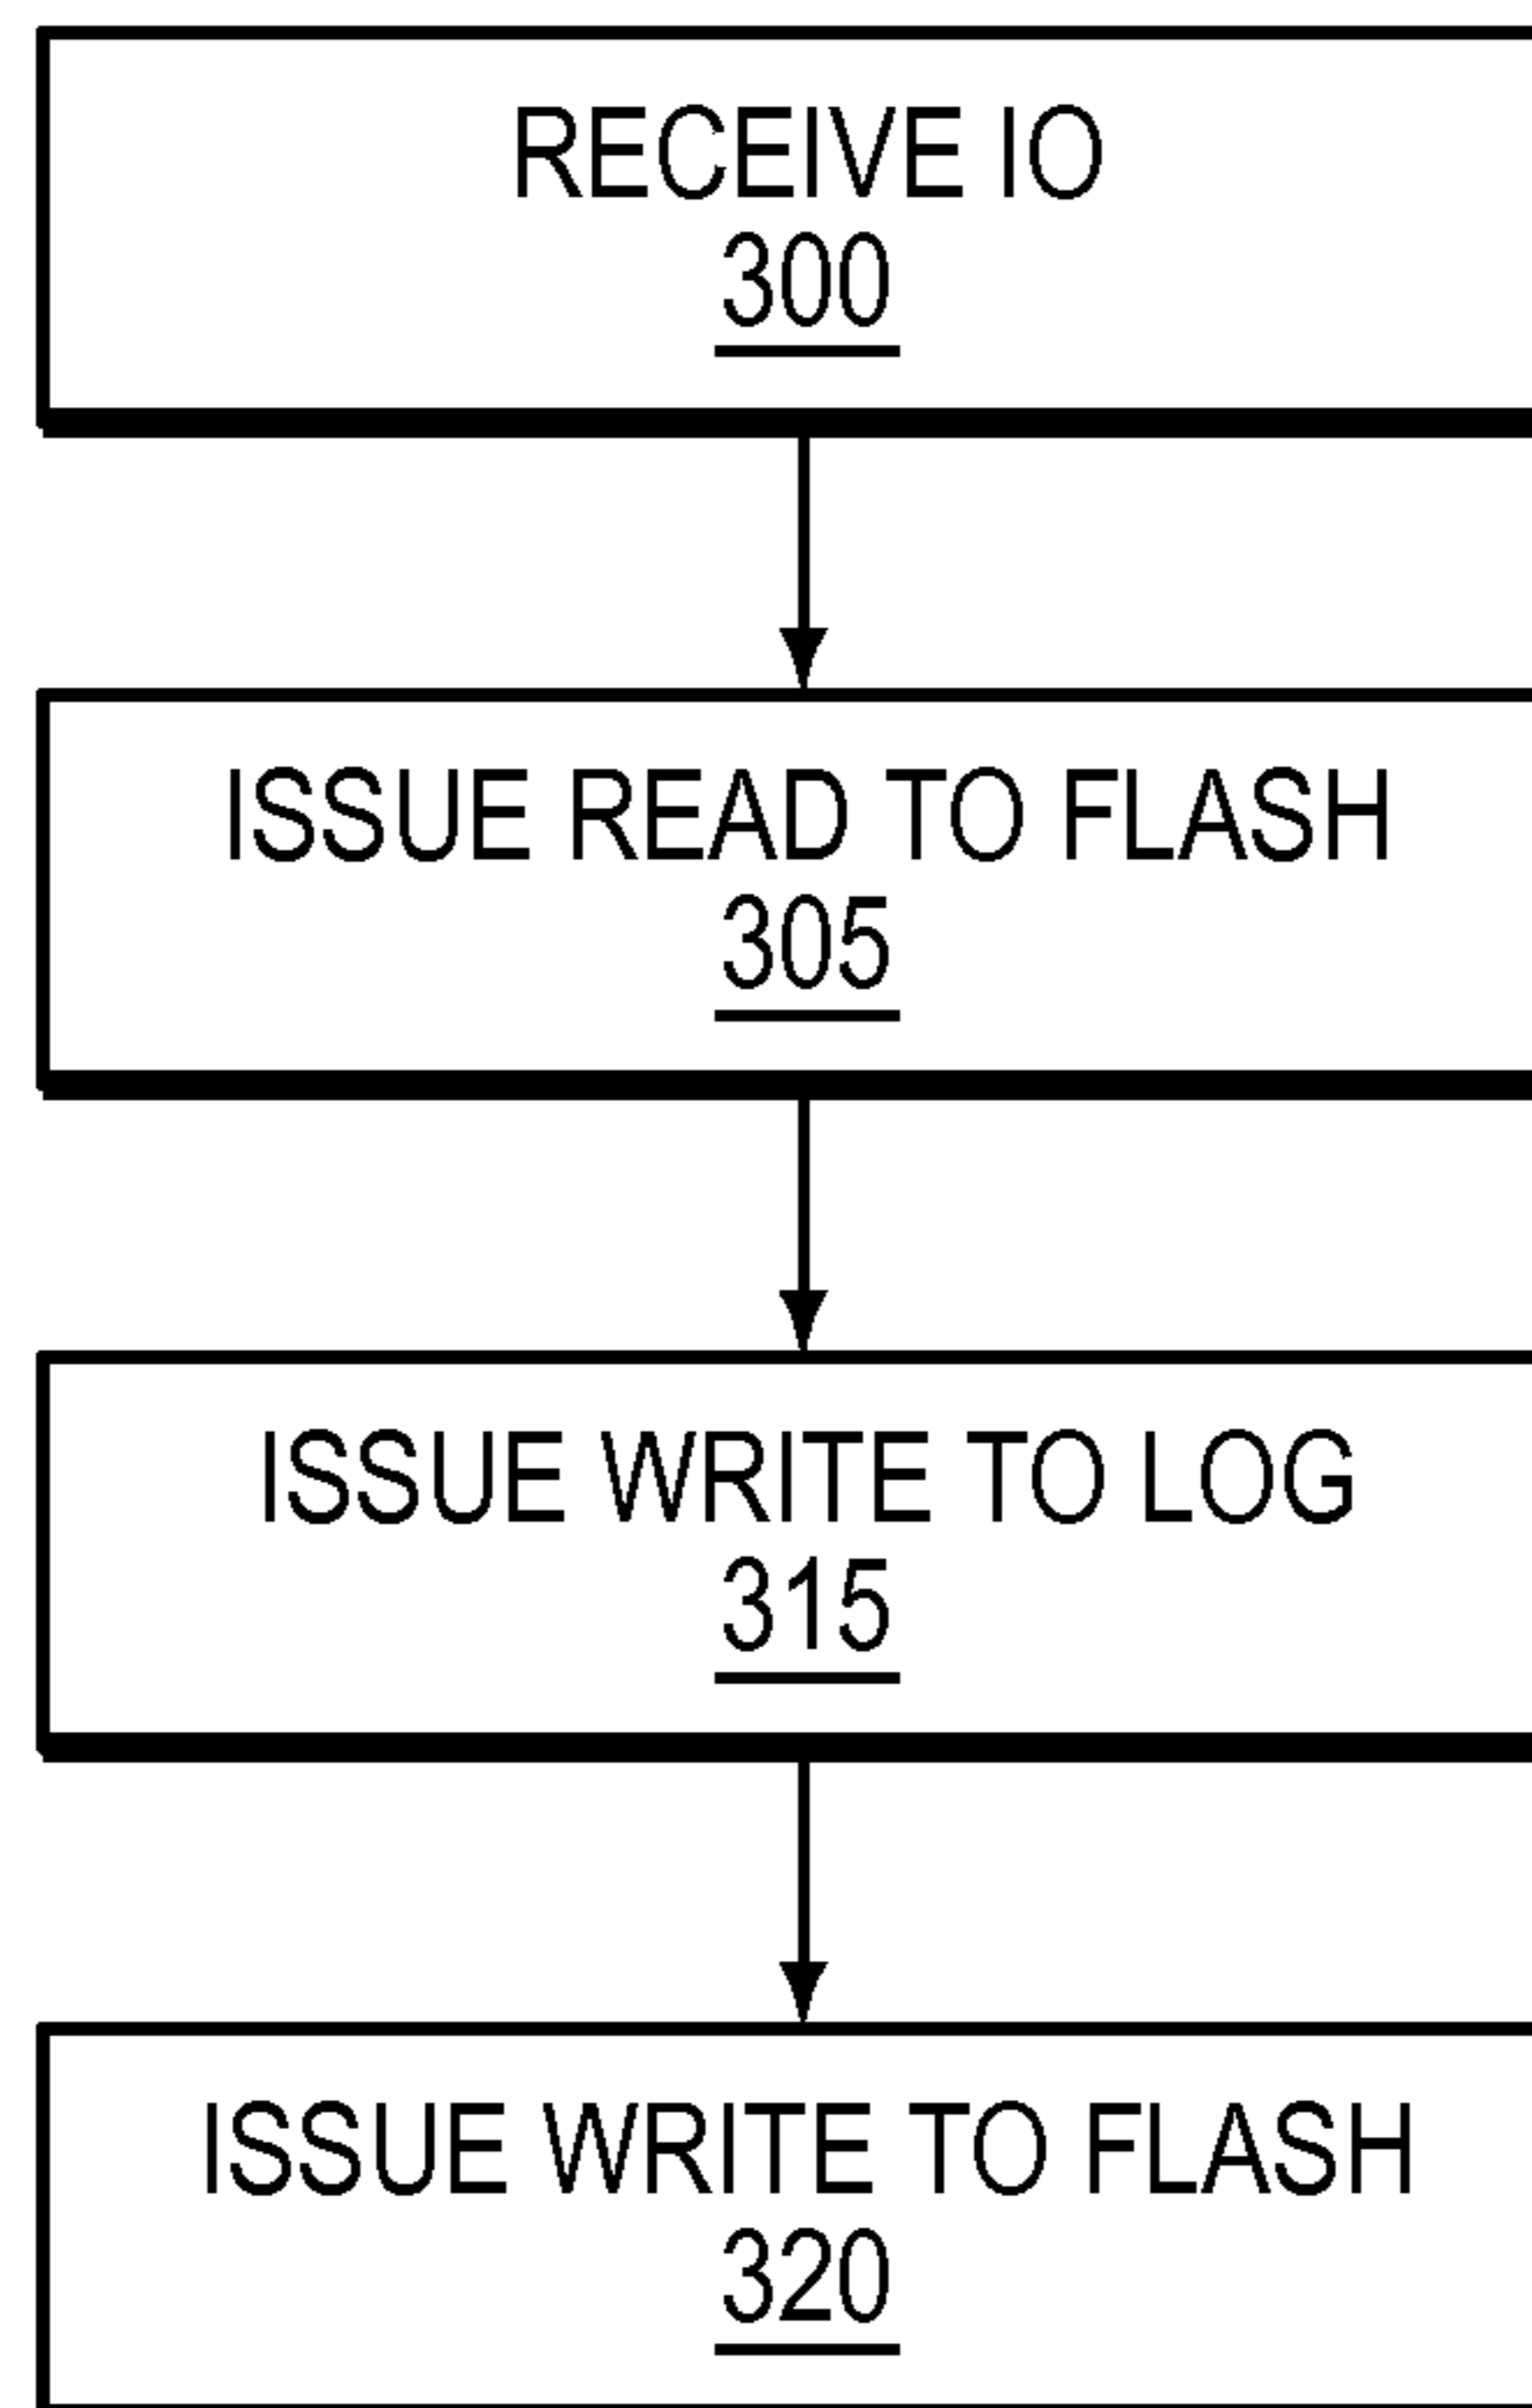 RECEIVE IO
300
ISSUE READ TO FLASH
305
ISSUE WRITE TO LOG
315
ISSUE WRITE TO FLASH
320